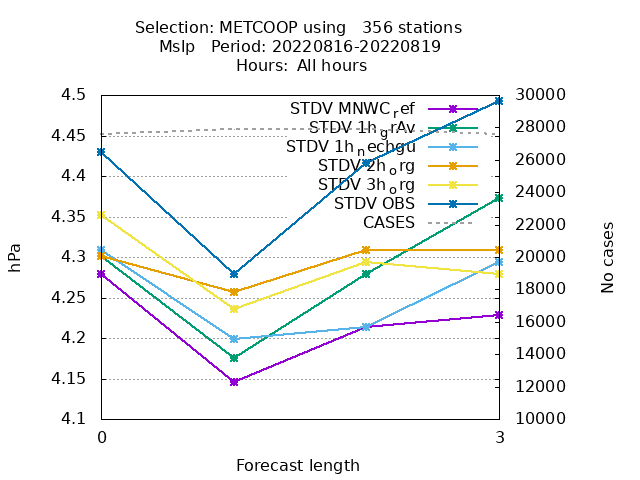 Selection: METCOOP using   356 stations
Mslp   Period: 20220816-20220819
Hours:  All hours
4.5
4.45
4.4
4.35
4.3
4.25
4.2
4.15
4.1
hPa
STDV MNWC_ref
STDV 1h_grAv
STDV 1h_nechgu
STDV 2h_org
STDV 3h_org
STDV OBS
CASES
30000
28000
26000
24000
22000
20000
18000
16000
14000
12000
10000
No cases
0
3
Forecast length